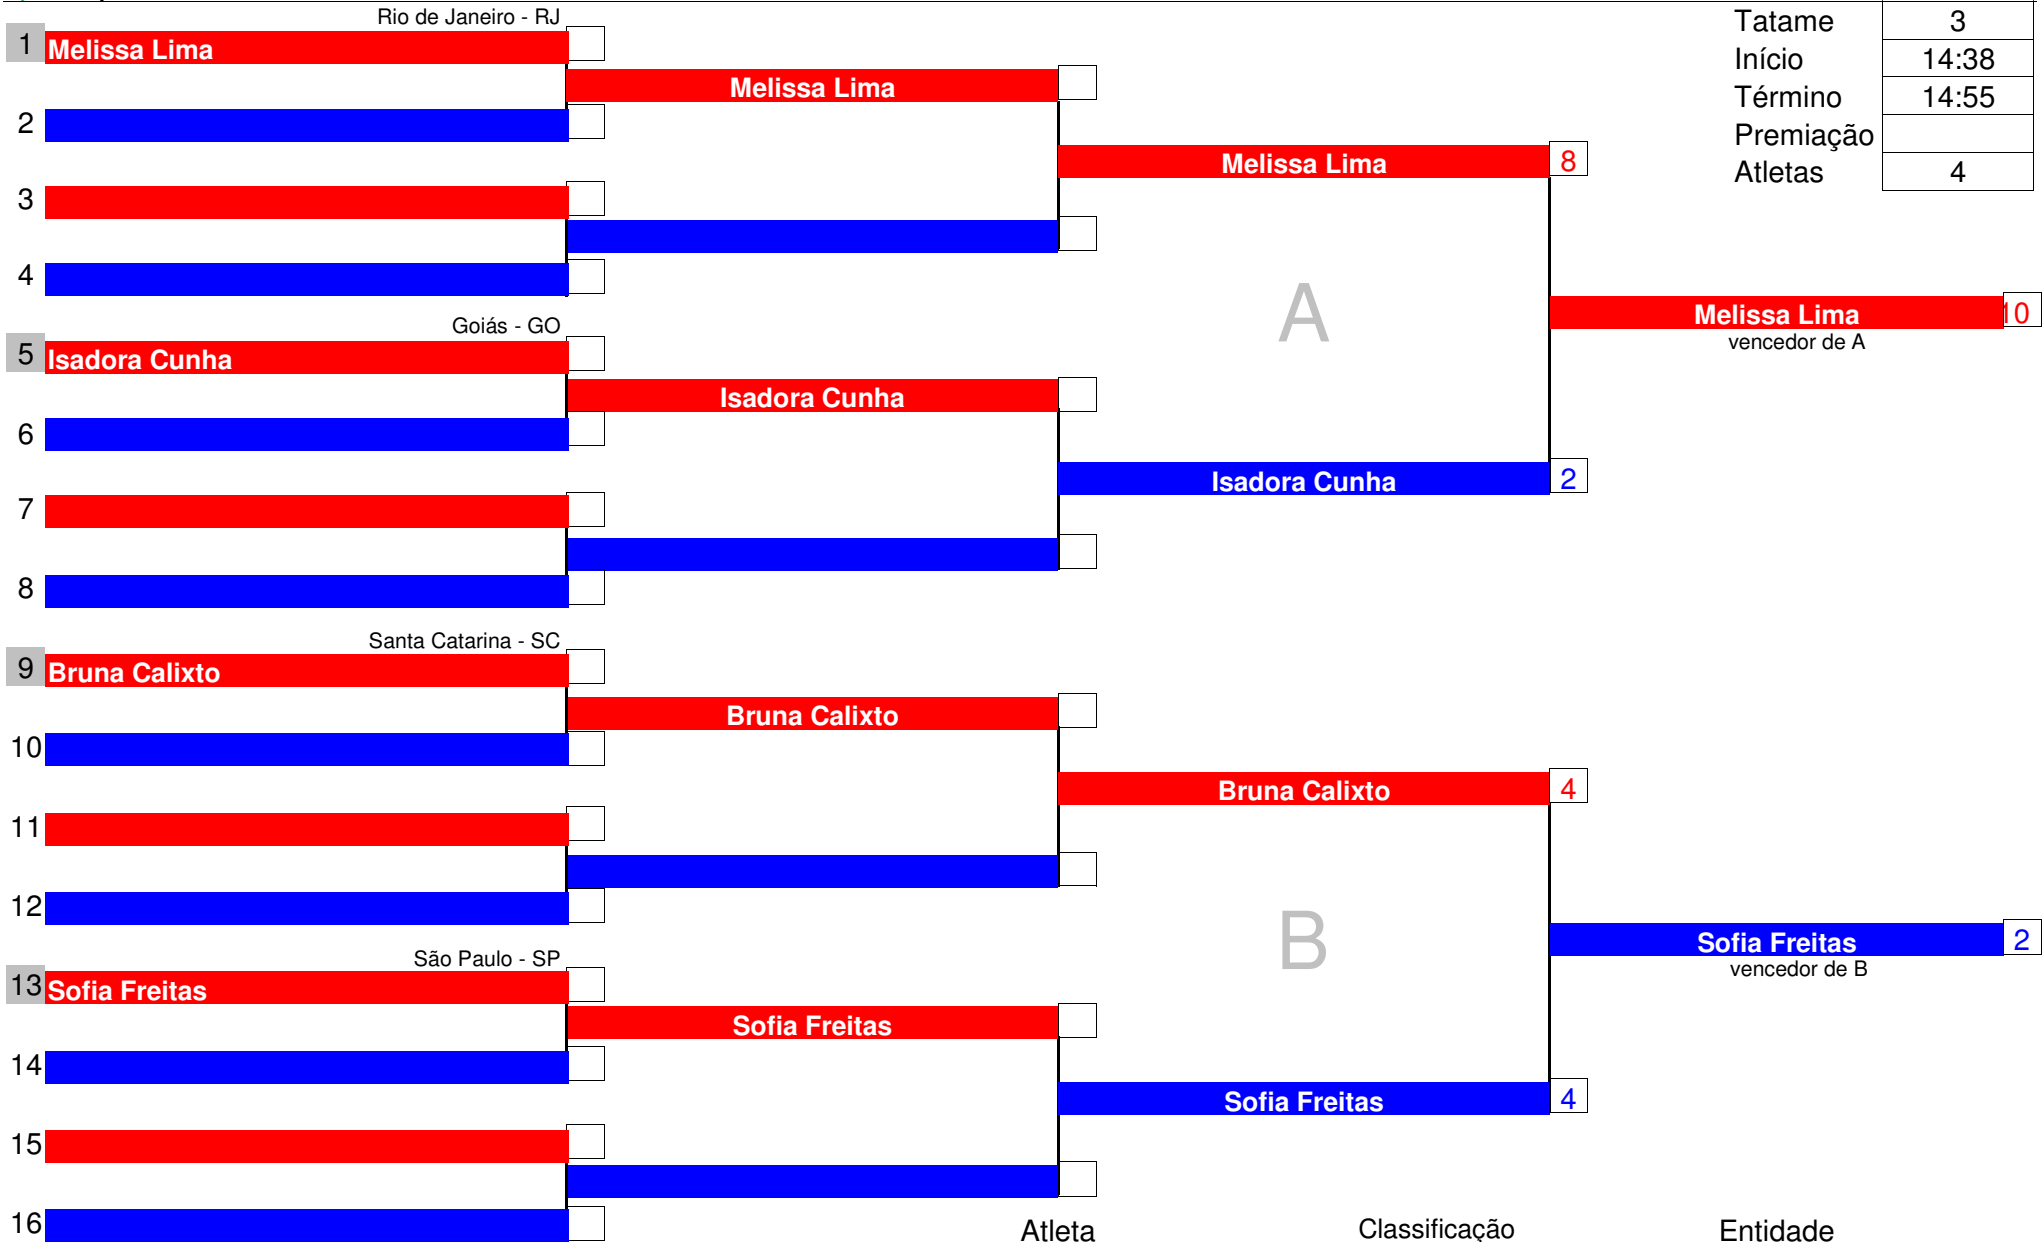 Rio de Janeiro - RJ
1 Melissa Lima
Melissa Lima
2
Melissa Lima 8
3
4
Goiás - GO
5 Isadora Cunha
Isadora Cunha
6
Isadora Cunha 2
7
8
Santa Catarina - SC
9 Bruna Calixto
Bruna Calixto
10
Bruna Calixto 4
11
12
São Paulo - SP
13 Sofia Freitas
Sofia Freitas
14
Sofia Freitas 4
15
16
A
Melissa Lima 10
vencedor de A
B
Sofia Freitas 2
vencedor de B
Tatame 3
Início 14:38
Término 14:55
Premiação
Atletas 4
Atleta Classificação Entidade